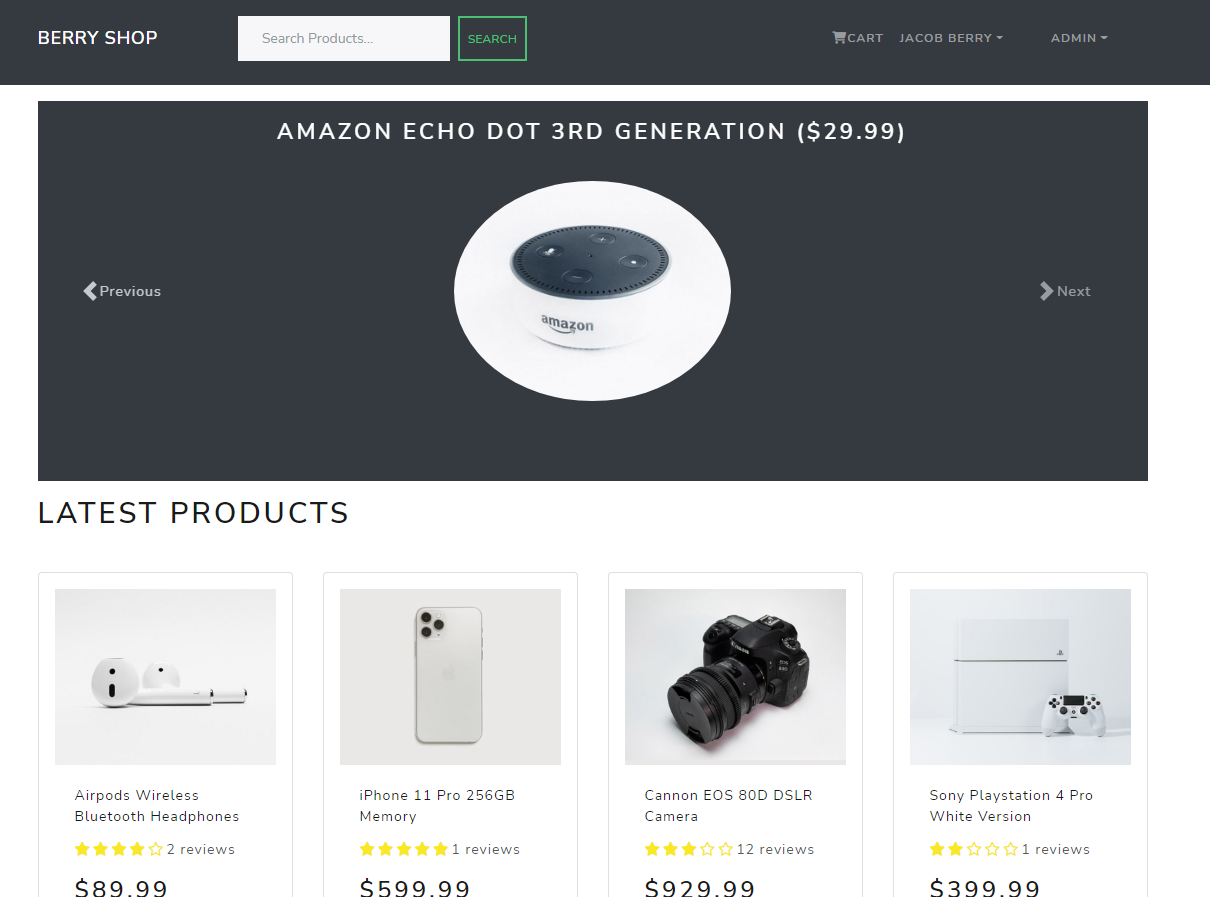 BERRY SHOP
Search Products...
SEARCH
CART
JACOB BERRY
ADMIN
AMAZON ECHO DOT 3RD GENERATION ($29.99)
amazon
Previous
Next
LATEST PRODUCTS
Airpods Wireless
Bluetooth Headphones
2 reviews
$89.99
iPhone 11 Pro 256GB
Memory
1 reviews
$599.99
Canon
EOS
80D
Cannon EOS 80D DSLR
Camera
12 reviews
$929.99
Sony Playstation 4 Pro
White Version
1 reviews
$399.99